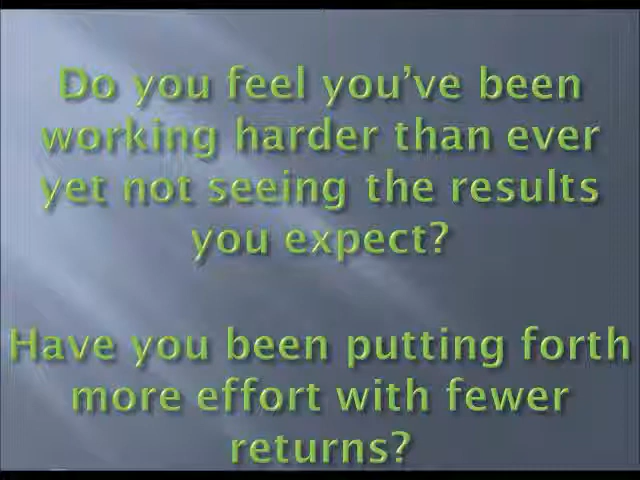 Do you feel you’ve been
working harder than ever
yet not seeing the results
you expect?
Have you been putting forth
more effort with fewer
returns?